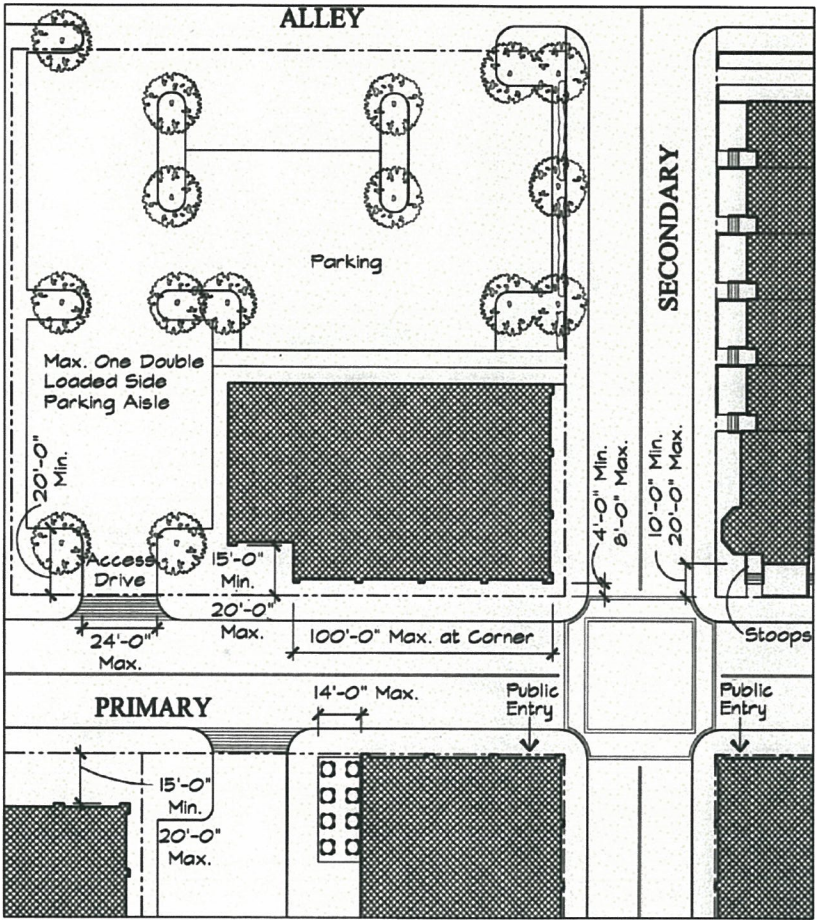 ALLEY
SECONDARY
Parking
Max. One Double
Loaded Side
Parking Aisle
20'-0"
Min.
4'-0" Min.
8'-0" Max.
10'-0" Min.
20'-0" Max.
Access
Drive
15'-0"
Min.
20'-0"
Max.
24'-0"
Max.
100'-0" Max. at Corner
Stoops
PRIMARY
14'-0" Max.
Public
Entry
Public
Entry
15'-0"
Min.
20'-0"
Max.